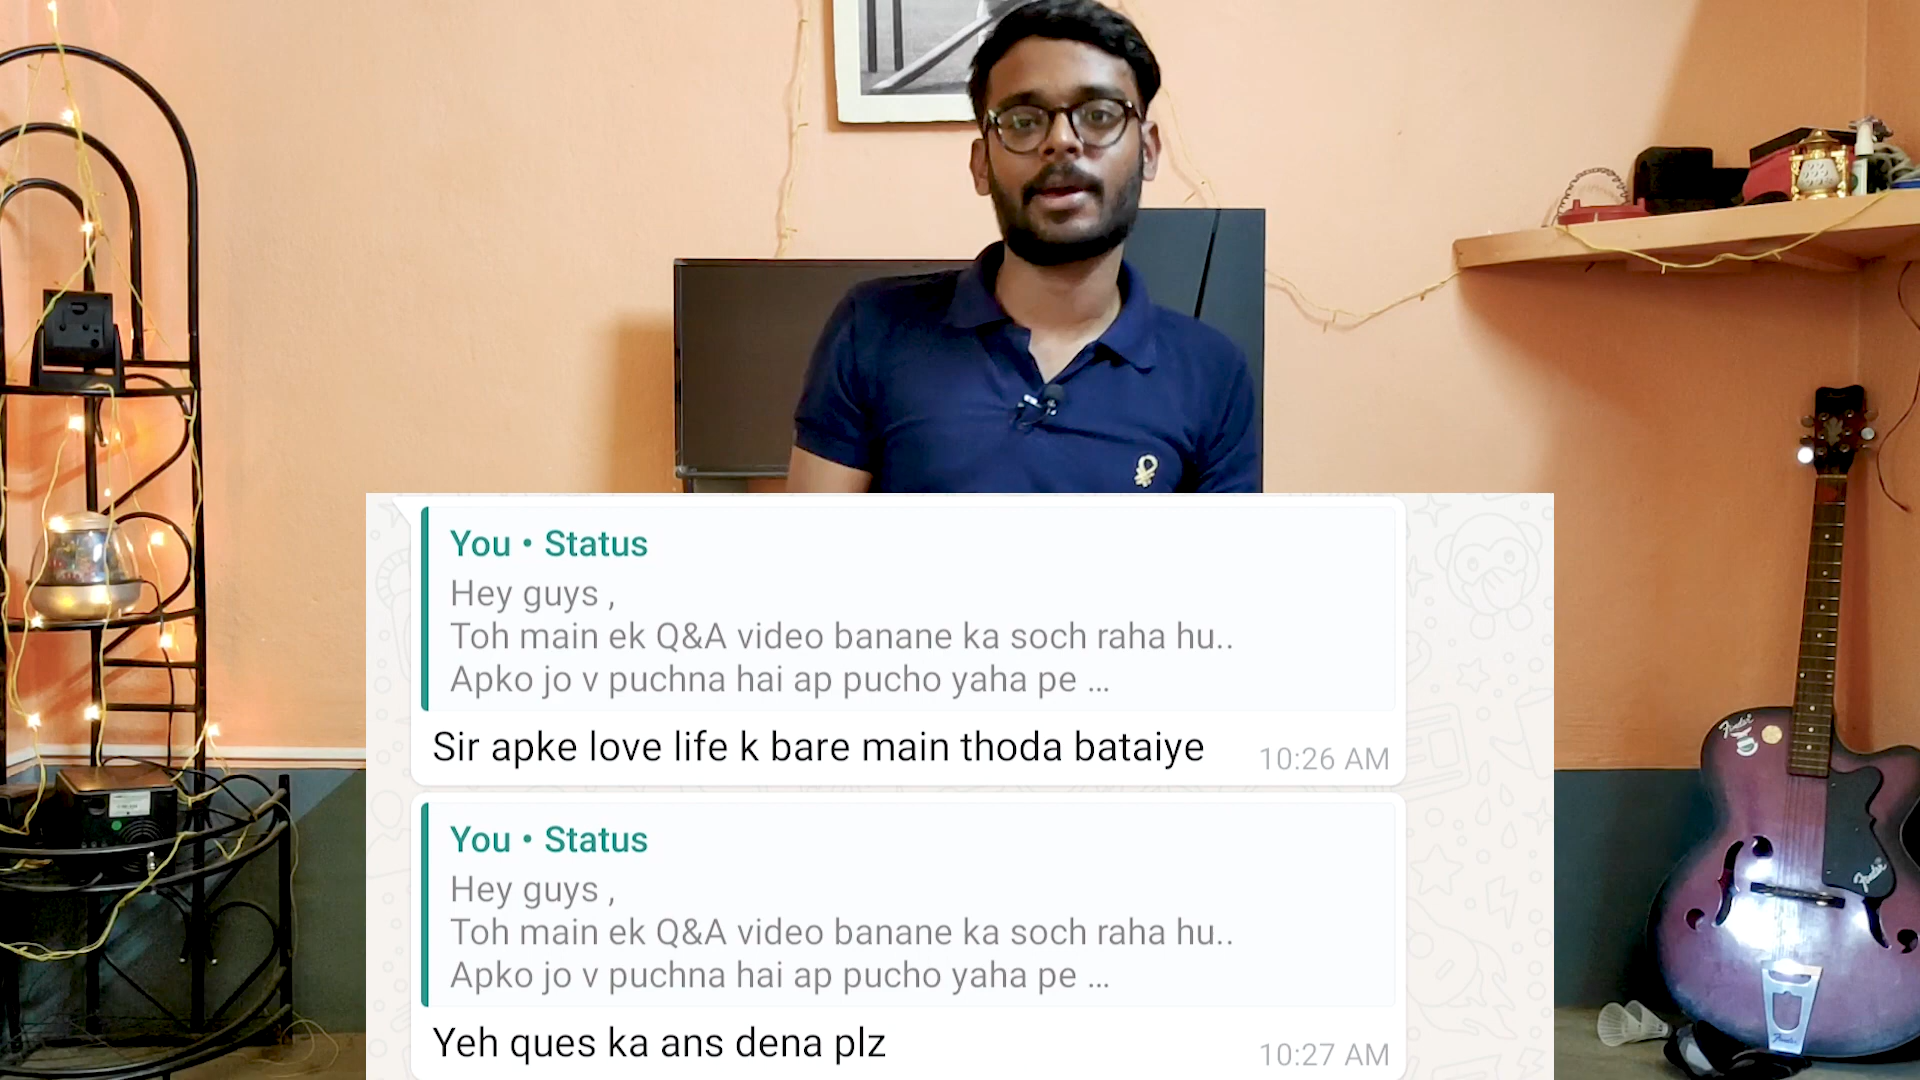 You • Status
Hey guys ,
Toh main ek Q&A video banane ka soch raha hu..
Apko jo v puchna hai ap pucho yaha pe ...
Sir apke love life k bare main thoda bataiye
10:26 AM
You • Status
Hey guys ,
Toh main ek Q&A video banane ka soch raha hu..
Apko jo v puchna hai ap pucho yaha pe ...
Yeh ques ka ans dena plz
10:27 AM
Fender
Fender
Fender